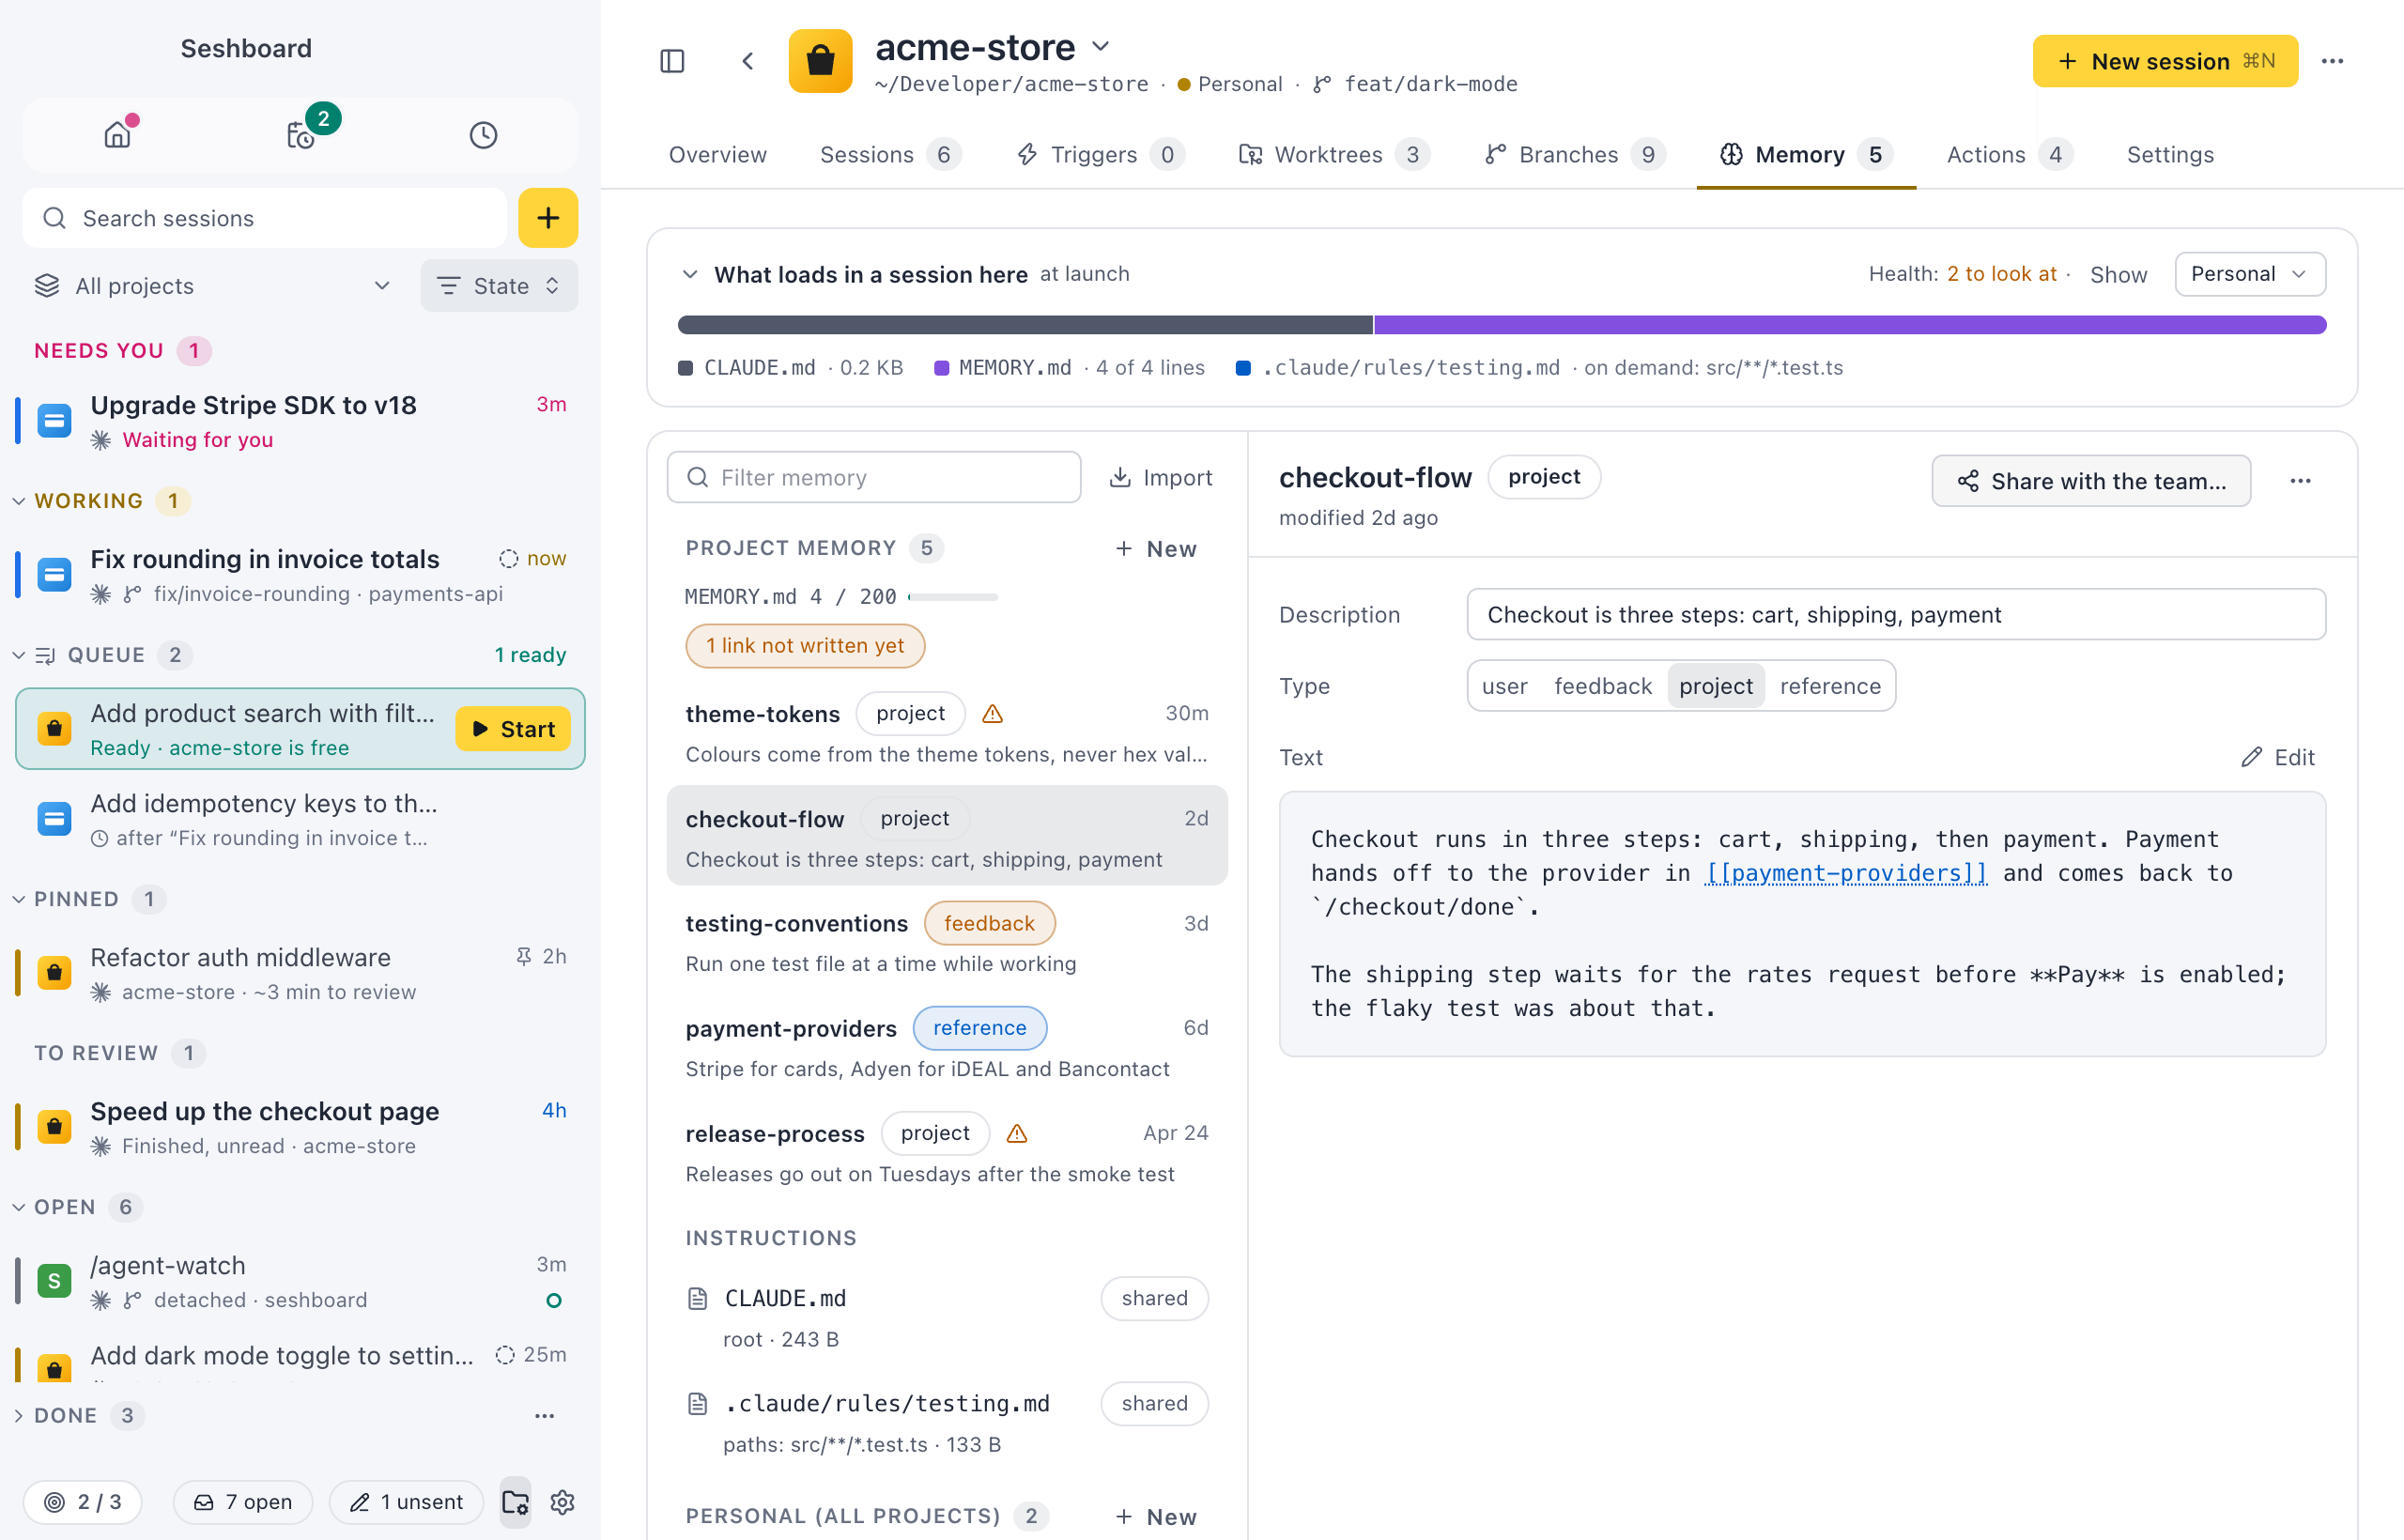 Seshboard
2
Search sessions
All projects
State
NEEDS YOU 1
Upgrade Stripe SDK to v18 3m
Waiting for you
WORKING 1
Fix rounding in invoice totals now
fix/invoice-rounding · payments-api
QUEUE 2 1 ready
Add product search with filt... Start
Ready · acme-store is free
Add idempotency keys to th...
after “Fix rounding in invoice t...
PINNED 1
Refactor auth middleware 2h
acme-store · ~3 min to review
TO REVIEW 1
Speed up the checkout page 4h
Finished, unread · acme-store
OPEN 6
S /agent-watch 3m
detached · seshboard
Add dark mode toggle to settin... 25m
DONE 3
2 / 3 7 open 1 unsent
acme-store
~/Developer/acme-store · Personal · feat/dark-mode
New session ⌘N
Overview Sessions 6 Triggers 0 Worktrees 3 Branches 9 Memory 5 Actions 4 Settings
What loads in a session here at launch Health: 2 to look at · Show Personal
CLAUDE.md · 0.2 KB MEMORY.md · 4 of 4 lines .claude/rules/testing.md · on demand: src/**/*.test.ts
Filter memory Import
PROJECT MEMORY 5 New
MEMORY.md 4 / 200
1 link not written yet
theme-tokens project 30m
Colours come from the theme tokens, never hex val...
checkout-flow project 2d
Checkout is three steps: cart, shipping, payment
testing-conventions feedback 3d
Run one test file at a time while working
payment-providers reference 6d
Stripe for cards, Adyen for iDEAL and Bancontact
release-process project Apr 24
Releases go out on Tuesdays after the smoke test
INSTRUCTIONS
CLAUDE.md shared
root · 243 B
.claude/rules/testing.md shared
paths: src/**/*.test.ts · 133 B
PERSONAL (ALL PROJECTS) 2 New
checkout-flow project Share with the team...
modified 2d ago
Description Checkout is three steps: cart, shipping, payment
Type user feedback project reference
Text Edit
Checkout runs in three steps: cart, shipping, then payment. Payment
hands off to the provider in [[payment-providers]] and comes back to
`/checkout/done`.
The shipping step waits for the rates request before **Pay** is enabled;
the flaky test was about that.